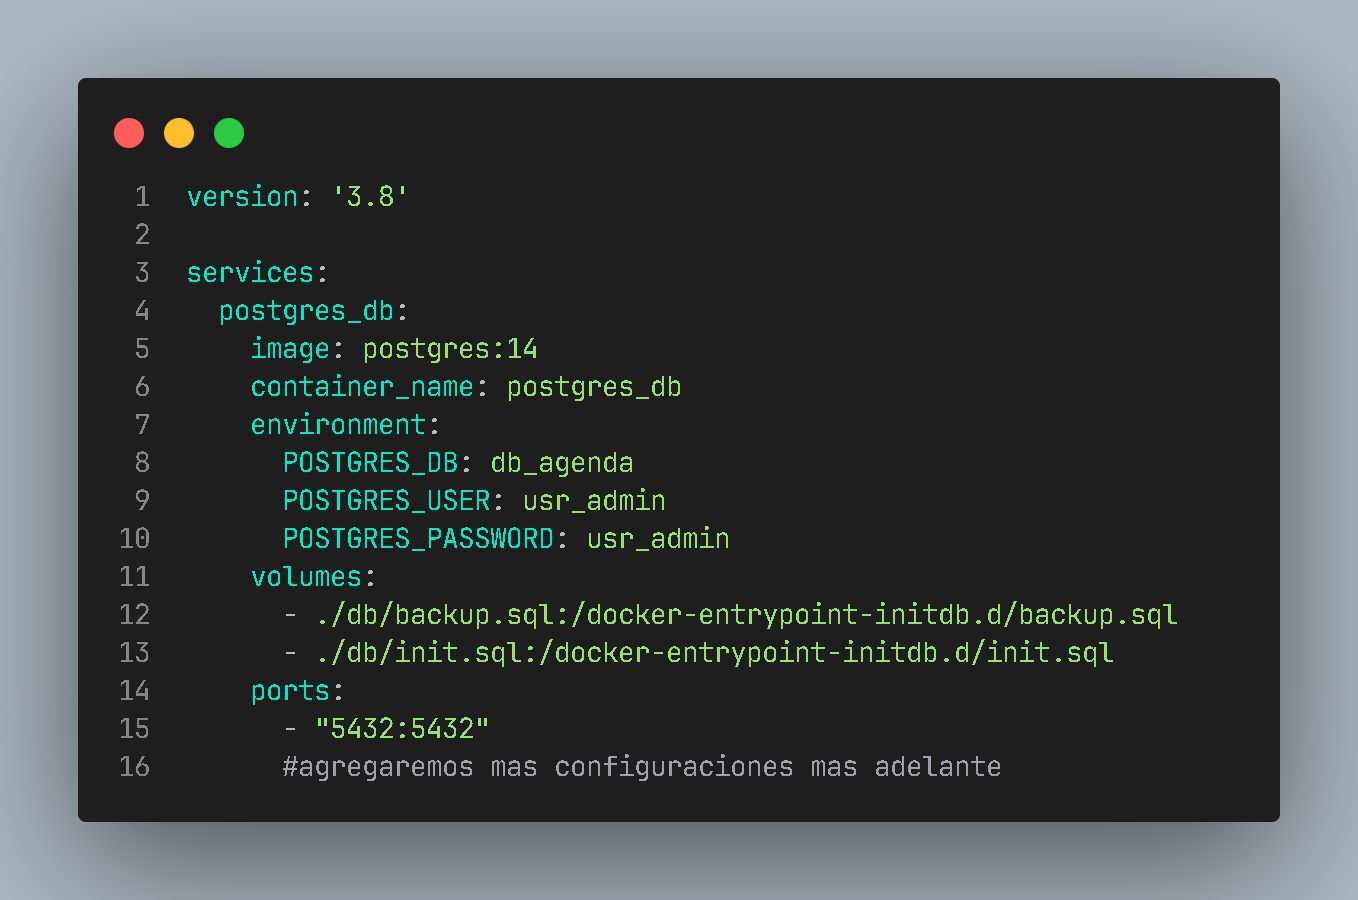 1 version: '3.8'
2
3 services:
4   postgres_db:
5     image: postgres:14
6     container_name: postgres_db
7     environment:
8       POSTGRES_DB: db_agenda
9       POSTGRES_USER: usr_admin
10       POSTGRES_PASSWORD: usr_admin
11     volumes:
12       - ./db/backup.sql:/docker-entrypoint-initdb.d/backup.sql
13       - ./db/init.sql:/docker-entrypoint-initdb.d/init.sql
14     ports:
15       - "5432:5432"
16       #agregaremos mas configuraciones mas adelante